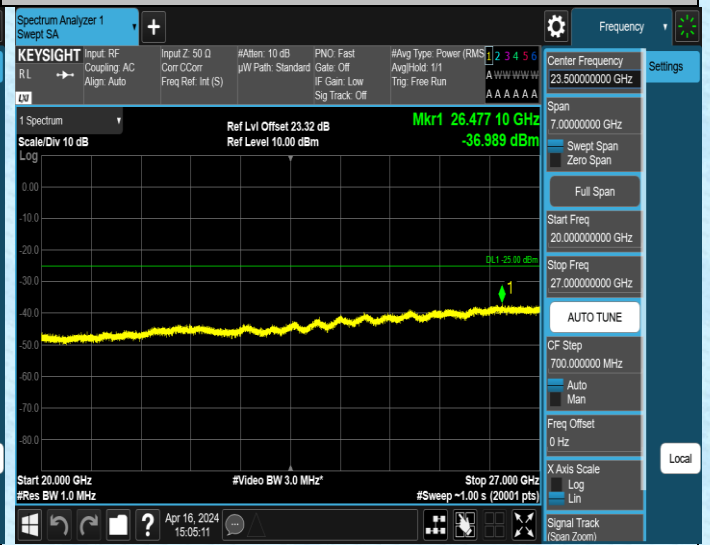 Spectrum Analyzer 1
Swept SA
+
Frequency
KEYSIGHT
RL
LXI
Input: RF
Coupling: AC
Align: Auto
Input Z: 50 Ω
Corr CCorr
Freq Ref: Int (S)
#Atten: 10 dB
µW Path: Standard
PNO: Fast
Gate: Off
IF Gain: Low
Sig Track: Off
#Avg Type: Power (RMS
Avg|Hold: 1/1
Trig: Free Run
1 2 3 4 5 6
A W W W W W
A A A A A A
1 Spectrum
Scale/Div 10 dB
Log
Ref Lvl Offset 23.32 dB
Ref Level 10.00 dBm
Mkr1 26.477 10 GHz
-36.989 dBm
0.00
-10.0
-20.0
-30.0
-40.0
-50.0
-60.0
-70.0
-80.0
DL1 -25.00 dBm
1
Start 20.000 GHz
#Res BW 1.0 MHz
#Video BW 3.0 MHz*
Stop 27.000 GHz
#Sweep ~1.00 s (20001 pts)
?
Apr 16, 2024
15:05:11
Center Frequency
23.500000000 GHz
Span
7.00000000 GHz
Swept Span
Zero Span
Full Span
Start Freq
20.000000000 GHz
Stop Freq
27.000000000 GHz
AUTO TUNE
CF Step
700.000000 MHz
Auto
Man
Freq Offset
0 Hz
X Axis Scale
Log
Lin
Signal Track
(Span Zoom)
Settings
Local